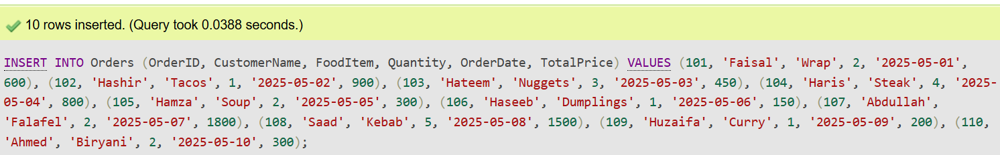 10 rows inserted. (Query took 0.0388 seconds.)
INSERT INTO Orders (OrderID, CustomerName, FoodItem, Quantity, OrderDate, TotalPrice) VALUES (101, 'Faisal', 'Wrap', 2, '2025-05-01',
600), (102, 'Hashir', 'Tacos', 1, '2025-05-02', 900), (103, 'Hateem', 'Nuggets', 3, '2025-05-03', 450), (104, 'Haris', 'Steak', 4, '2025-
05-04', 800), (105, 'Hamza', 'Soup', 2, '2025-05-05', 300), (106, 'Haseeb', 'Dumplings', 1, '2025-05-06', 150), (107, 'Abdullah',
'Falafel', 2, '2025-05-07', 1800), (108, 'Saad', 'Kebab', 5, '2025-05-08', 1500), (109, 'Huzaifa', 'Curry', 1, '2025-05-09', 200), (110,
'Ahmed', 'Biryani', 2, '2025-05-10', 300);